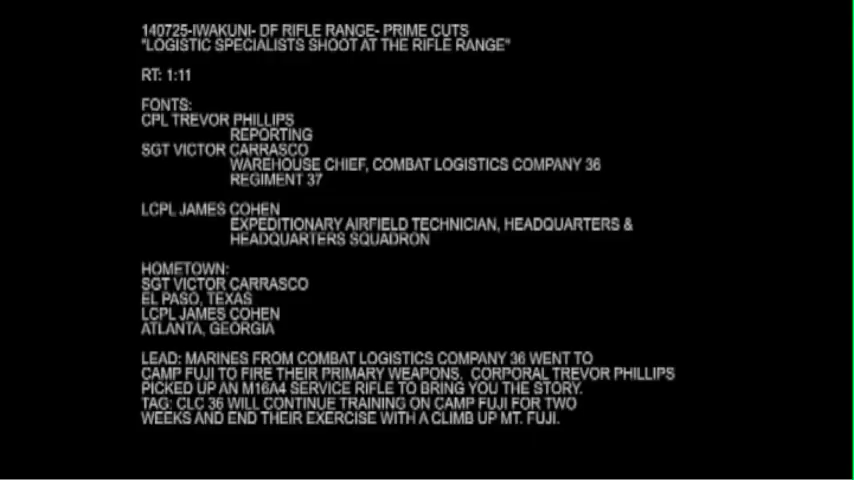 140725-IWAKUNI- DF RIFLE RANGE- PRIME CUTS
"LOGISTIC SPECIALISTS SHOOT AT THE RIFLE RANGE"
RT: 1:11
FONTS:
CPL TREVOR PHILLIPS
REPORTING
SGT VICTOR CARRASCO
WAREHOUSE CHIEF, COMBAT LOGISTICS COMPANY 36
REGIMENT 37
LCPL JAMES COHEN
EXPEDITIONARY AIRFIELD TECHNICIAN, HEADQUARTERS &
HEADQUARTERS SQUADRON
HOMETOWN:
SGT VICTOR CARRASCO
EL PASO, TEXAS
LCPL JAMES COHEN
ATLANTA, GEORGIA
LEAD: MARINES FROM COMBAT LOGISTICS COMPANY 36 WENT TO
CAMP FUJI TO FIRE THEIR PRIMARY WEAPONS. CORPORAL TREVOR PHILLIPS
PICKED UP AN M16A4 SERVICE RIFLE TO BRING YOU THE STORY.
TAG: CLC 36 WILL CONTINUE TRAINING ON CAMP FUJI FOR TWO
WEEKS AND END THEIR EXERCISE WITH A CLIMB UP MT. FUJI.